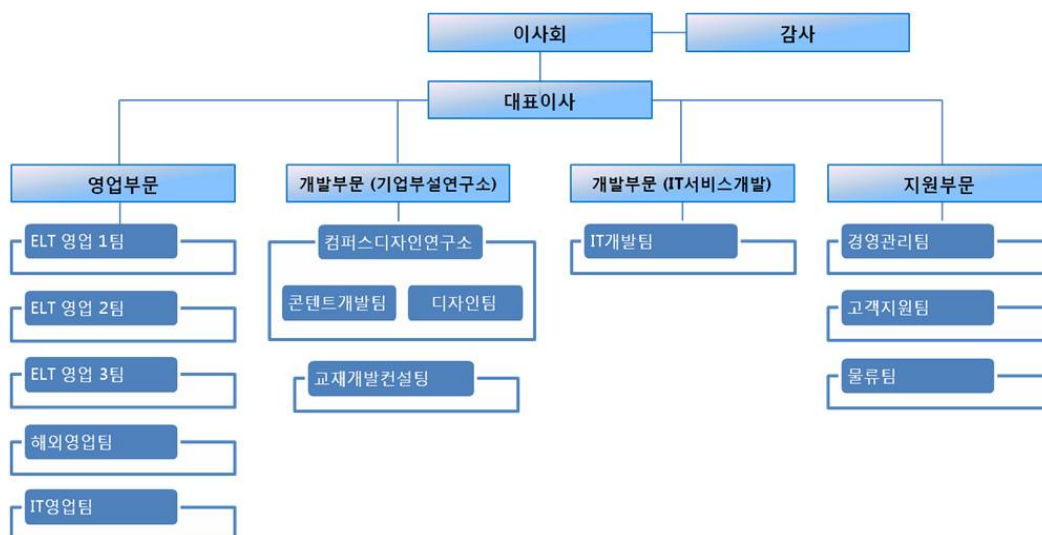 이사회
감사
대표이사
영업부문
개발부문 (기업부설연구소)
개발부문 (IT서비스개발)
지원부문
ELT 영업 1팀
ELT 영업 2팀
ELT 영업 3팀
해외영업팀
IT영업팀
컴퍼스디자인연구소
콘텐트개발팀
디자인팀
교재개발컨설팅
IT개발팀
경영관리팀
고객지원팀
물류팀